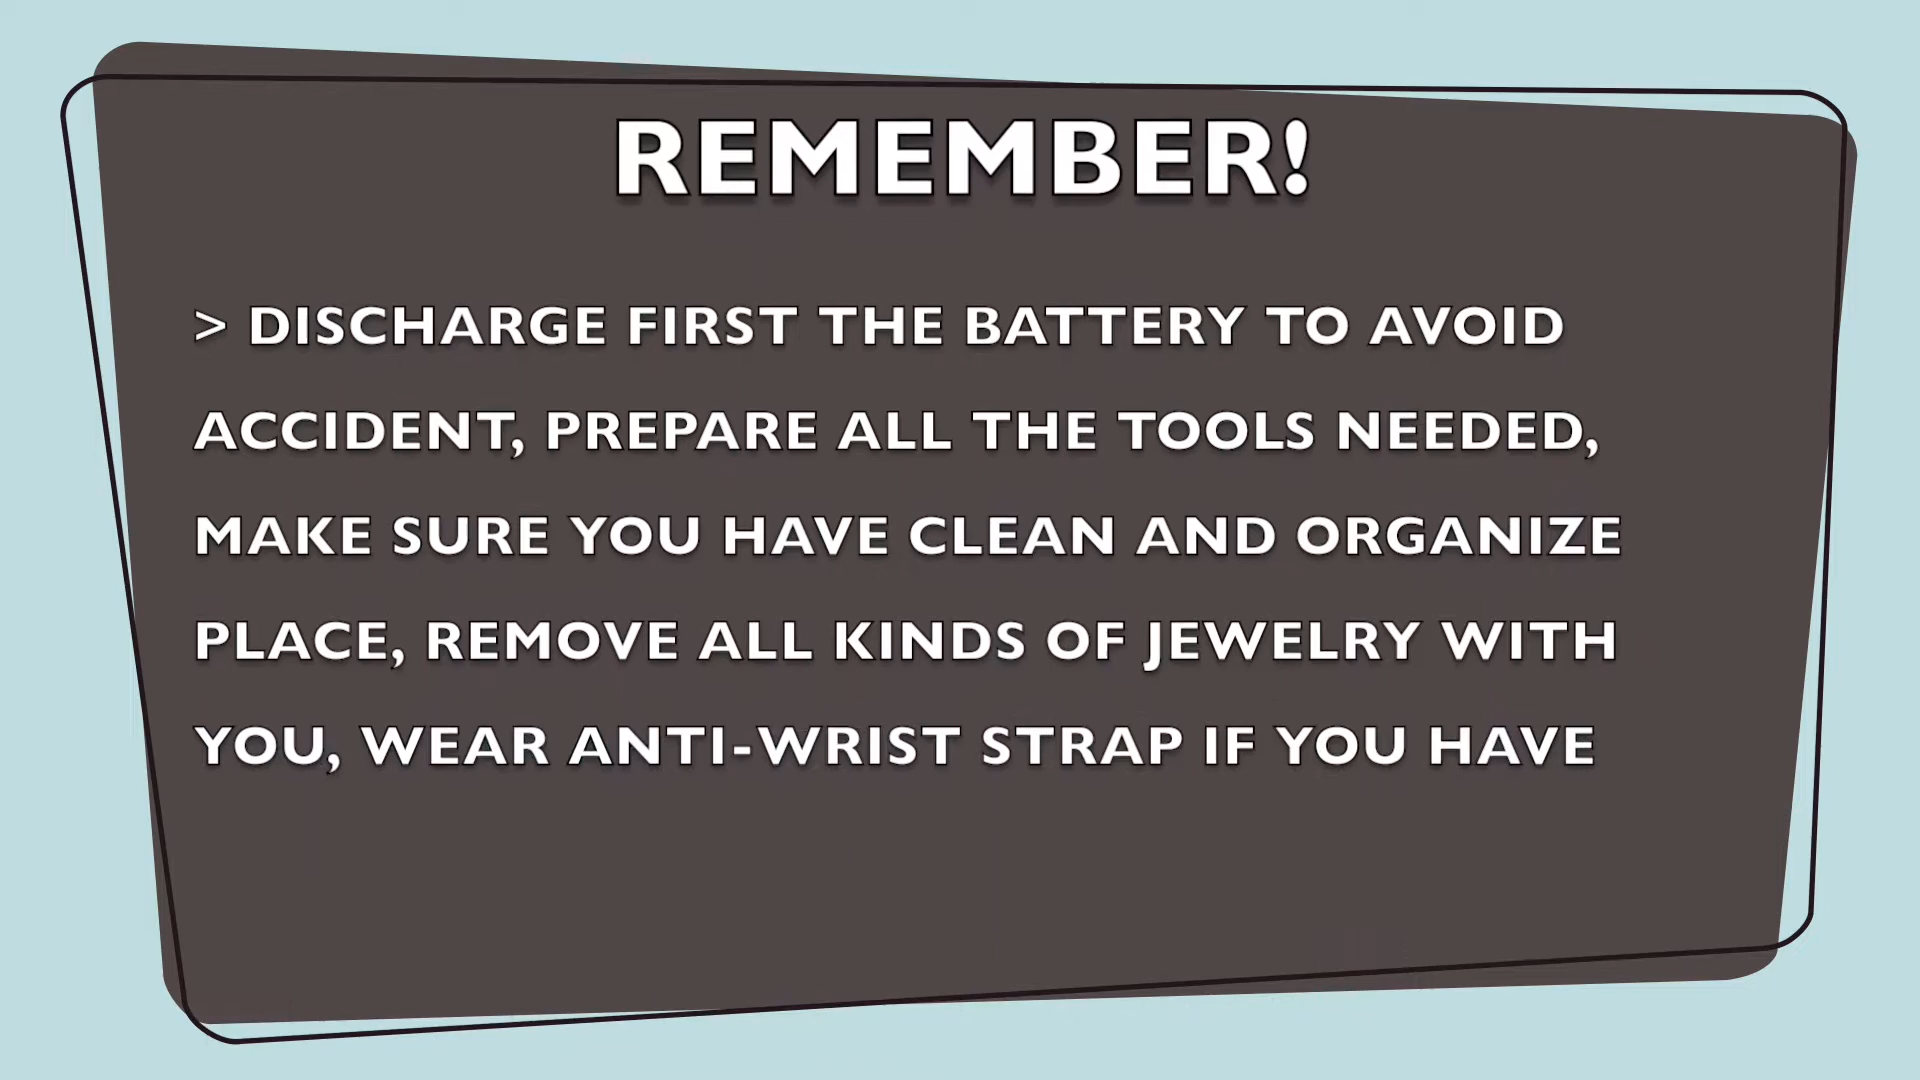 REMEMBER!
> DISCHARGE FIRST THE BATTERY TO AVOID
ACCIDENT, PREPARE ALL THE TOOLS NEEDED,
MAKE SURE YOU HAVE CLEAN AND ORGANIZE
PLACE, REMOVE ALL KINDS OF JEWELRY WITH
YOU, WEAR ANTI-WRIST STRAP IF YOU HAVE